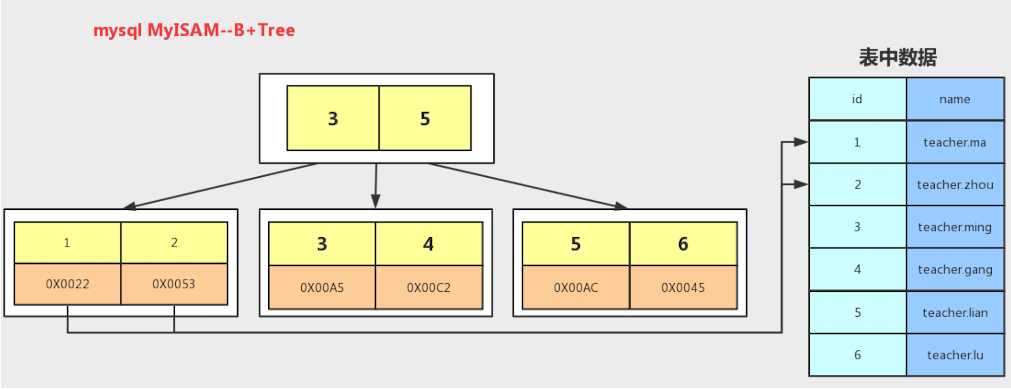 mysql MyISAM--B+Tree
表中数据
3 5
id name
1 teacher.ma
2 teacher.zhou
3 teacher.ming
4 teacher.gang
5 teacher.lian
6 teacher.lu
1 2
0X0022 0X0053
3 4
0X00A5 0X00C2
5 6
0X00AC 0X0045